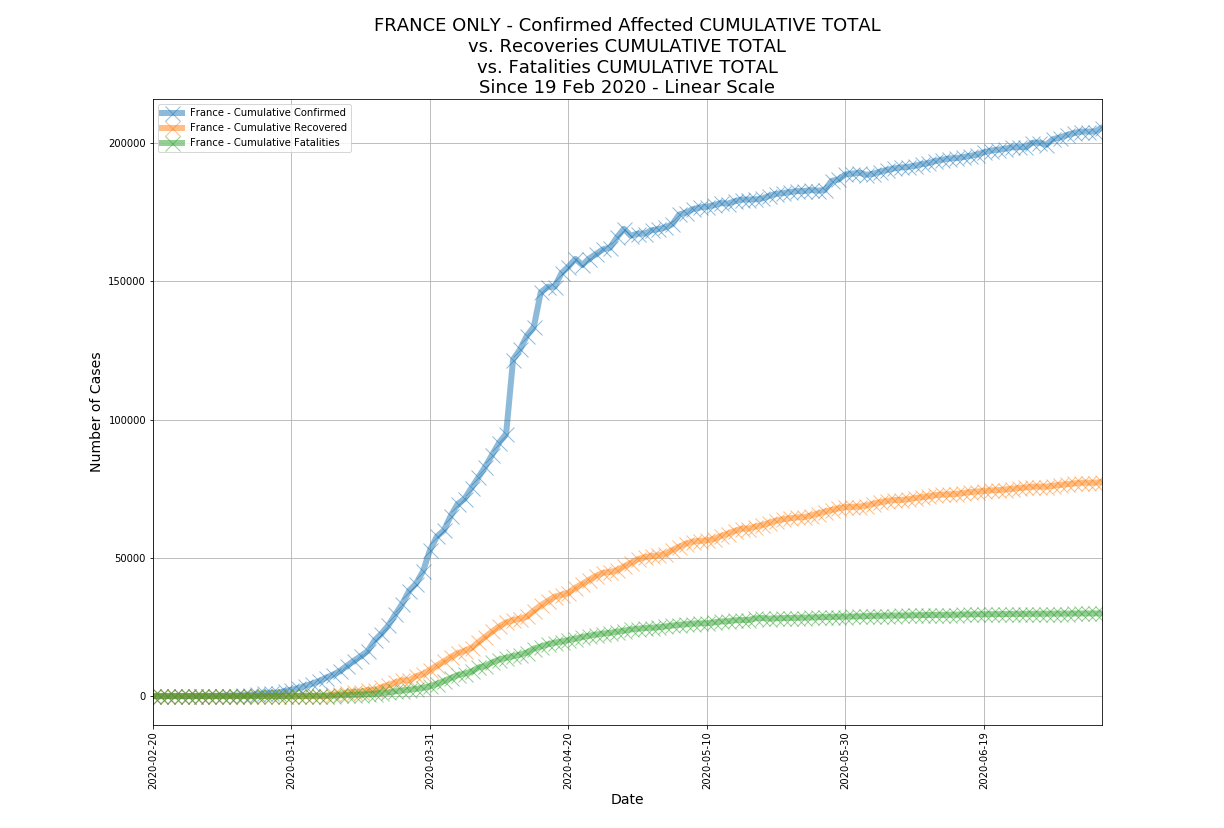 FRANCE ONLY - Confirmed Affected CUMULATIVE TOTAL
vs. Recoveries CUMULATIVE TOTAL
vs. Fatalities CUMULATIVE TOTAL
Since 19 Feb 2020 - Linear Scale
France - Cumulative Confirmed
France - Cumulative Recovered
France - Cumulative Fatalities
Number of Cases
200000
150000
100000
50000
0
2020-02-20
2020-03-11
2020-03-31
2020-04-20
2020-05-10
2020-05-30
2020-06-19
Date